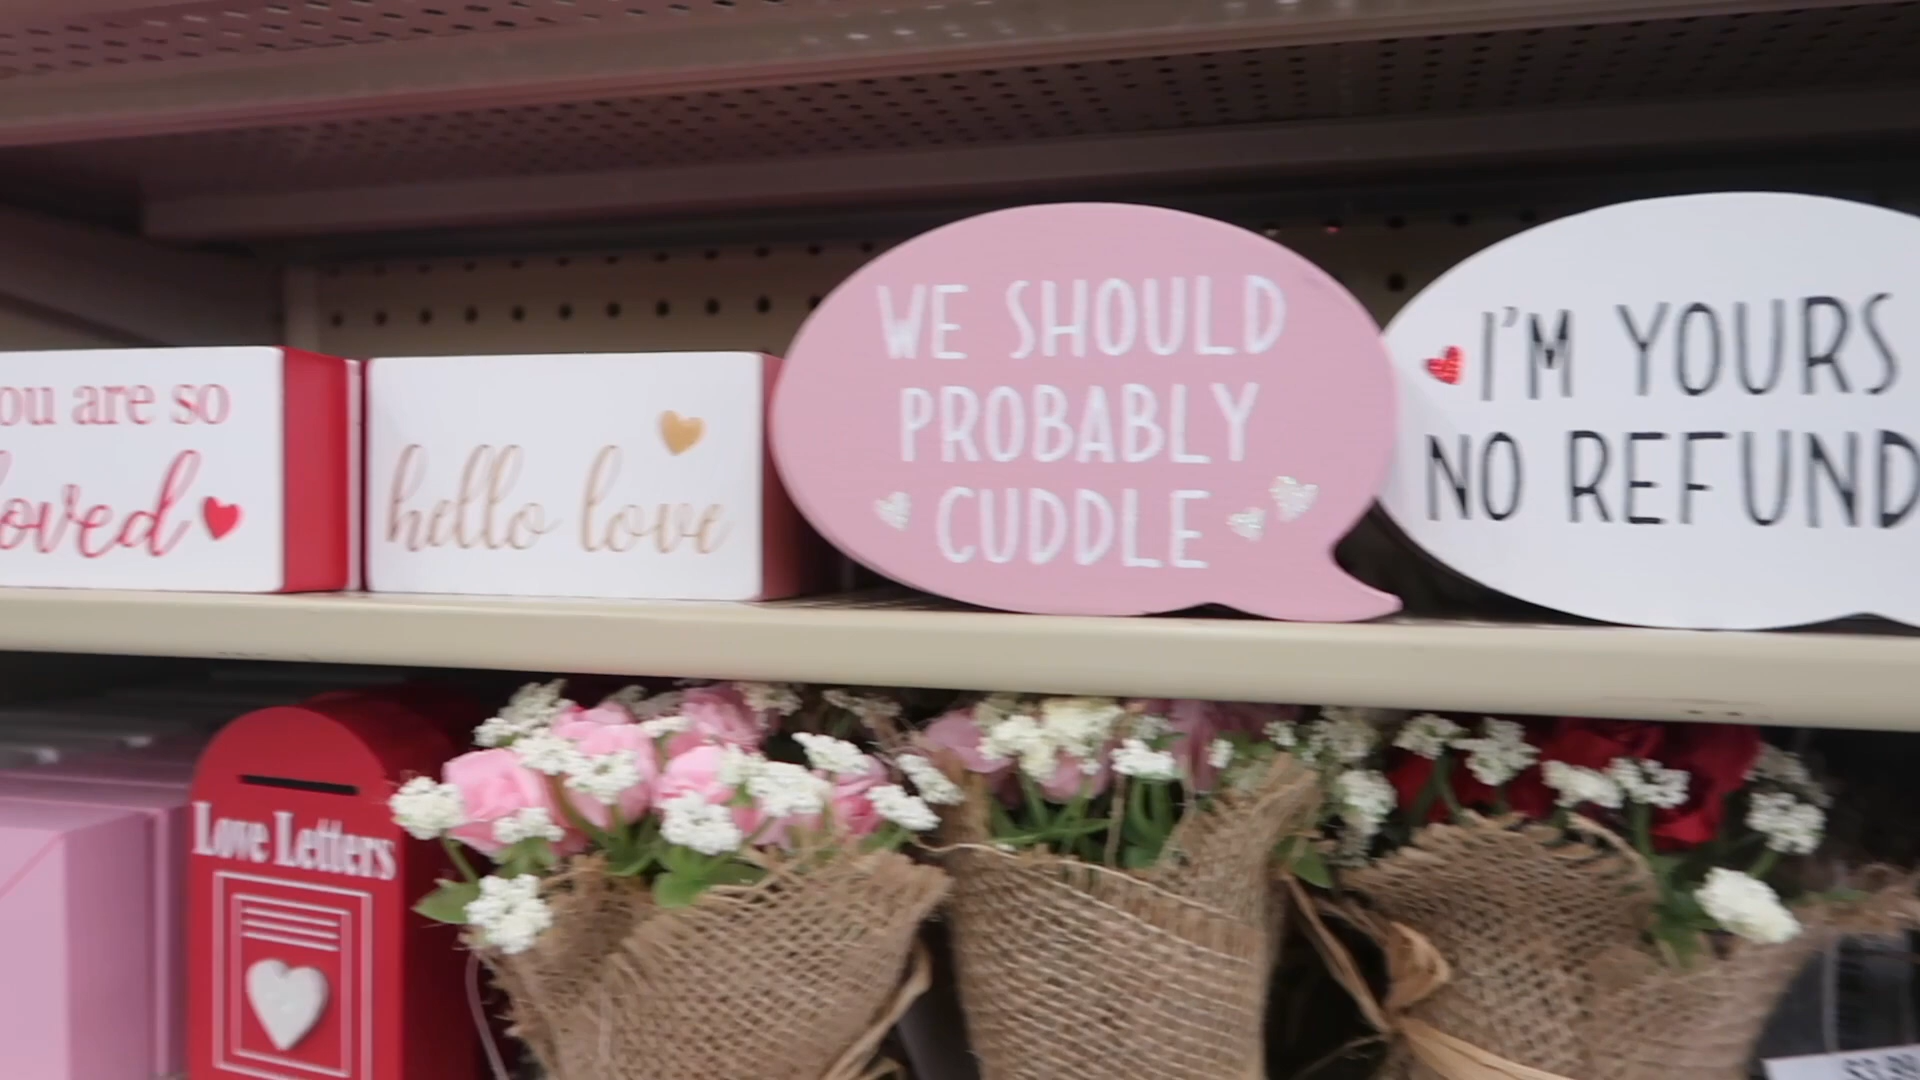 ou are so
oved
hello love
WE SHOULD
PROBABLY
CUDDLE
I'M YOURS
NO REFUND
Love Letters